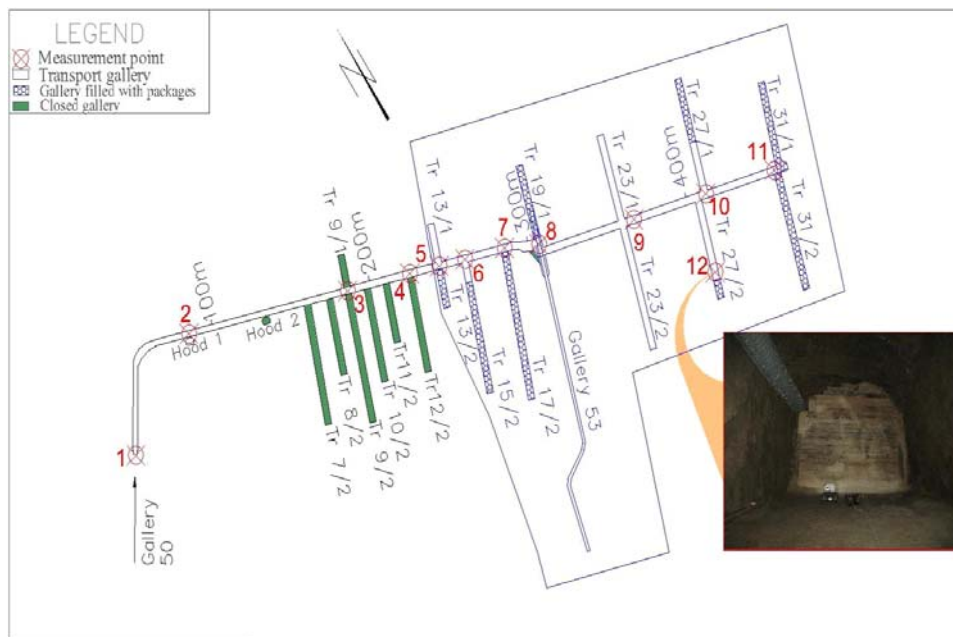 LEGEND
Measurement point
Transport gallery
Gallery filled with packages
Closed gallery
Tr 27/1
Tr 31/1
11
Tr 23/1
400m
10
Tr 19/1
300m
Tr 13/1
7
8
9
Tr 9/1
200m
5
6
12
Tr 27/2
Tr 31/2
4
3
2
100m
Hood 1
Hood 2
Tr 13/2
Tr 23/2
Tr 12/2
Tr11/2
Tr 10/2
Tr 9/2
Tr 8/2
Tr 7/2
Tr 15/2
Tr 17/2
Gallery 53
1
Gallery
50